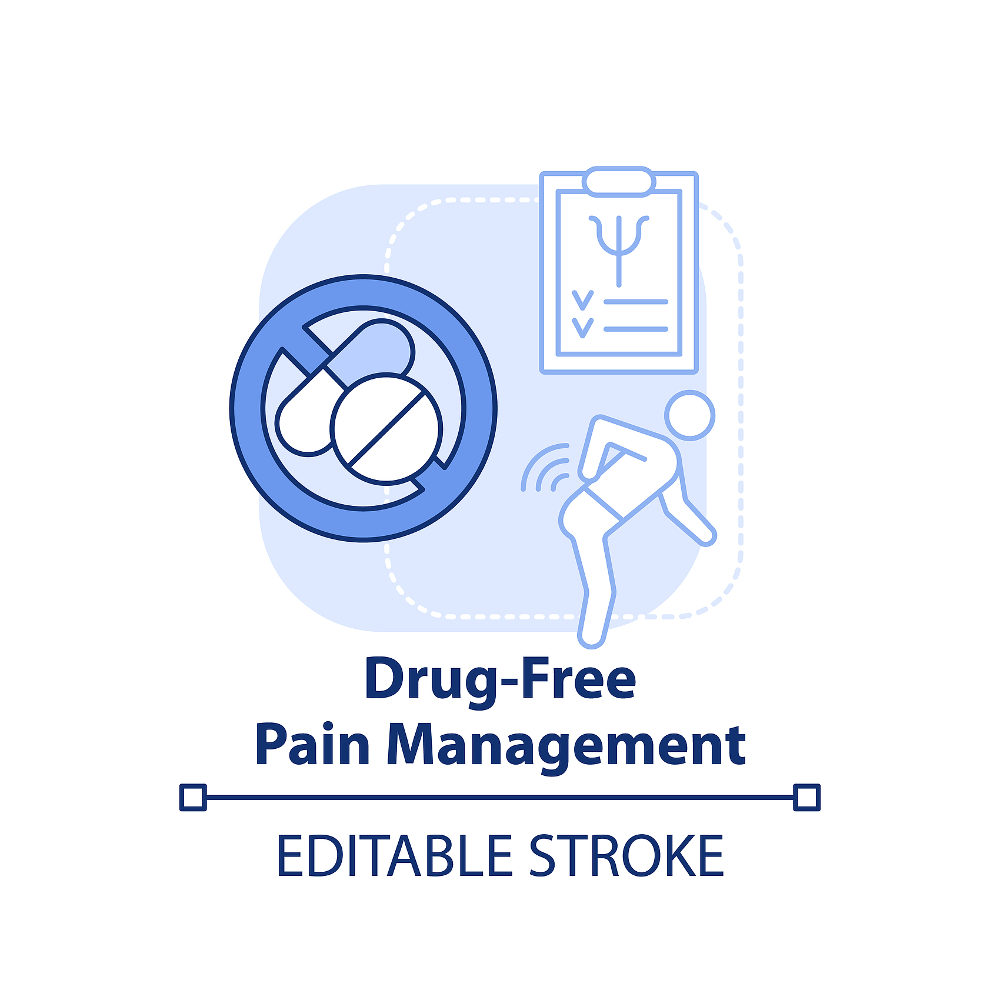 Drug-Free
Pain Management
EDITABLE STROKE